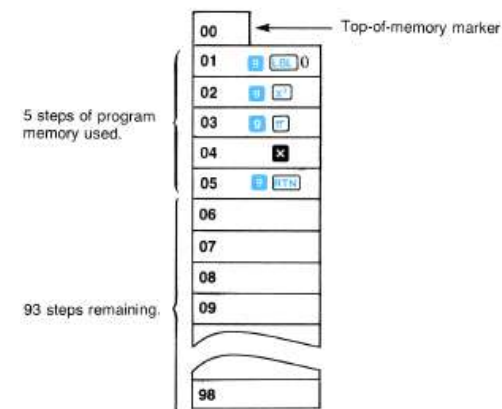 00 Top-of-memory marker
01 g LBL 0
02 g x²
03 g π
04 ×
05 g RTN
5 steps of program
memory used.
06
07
08
09
93 steps remaining.
98